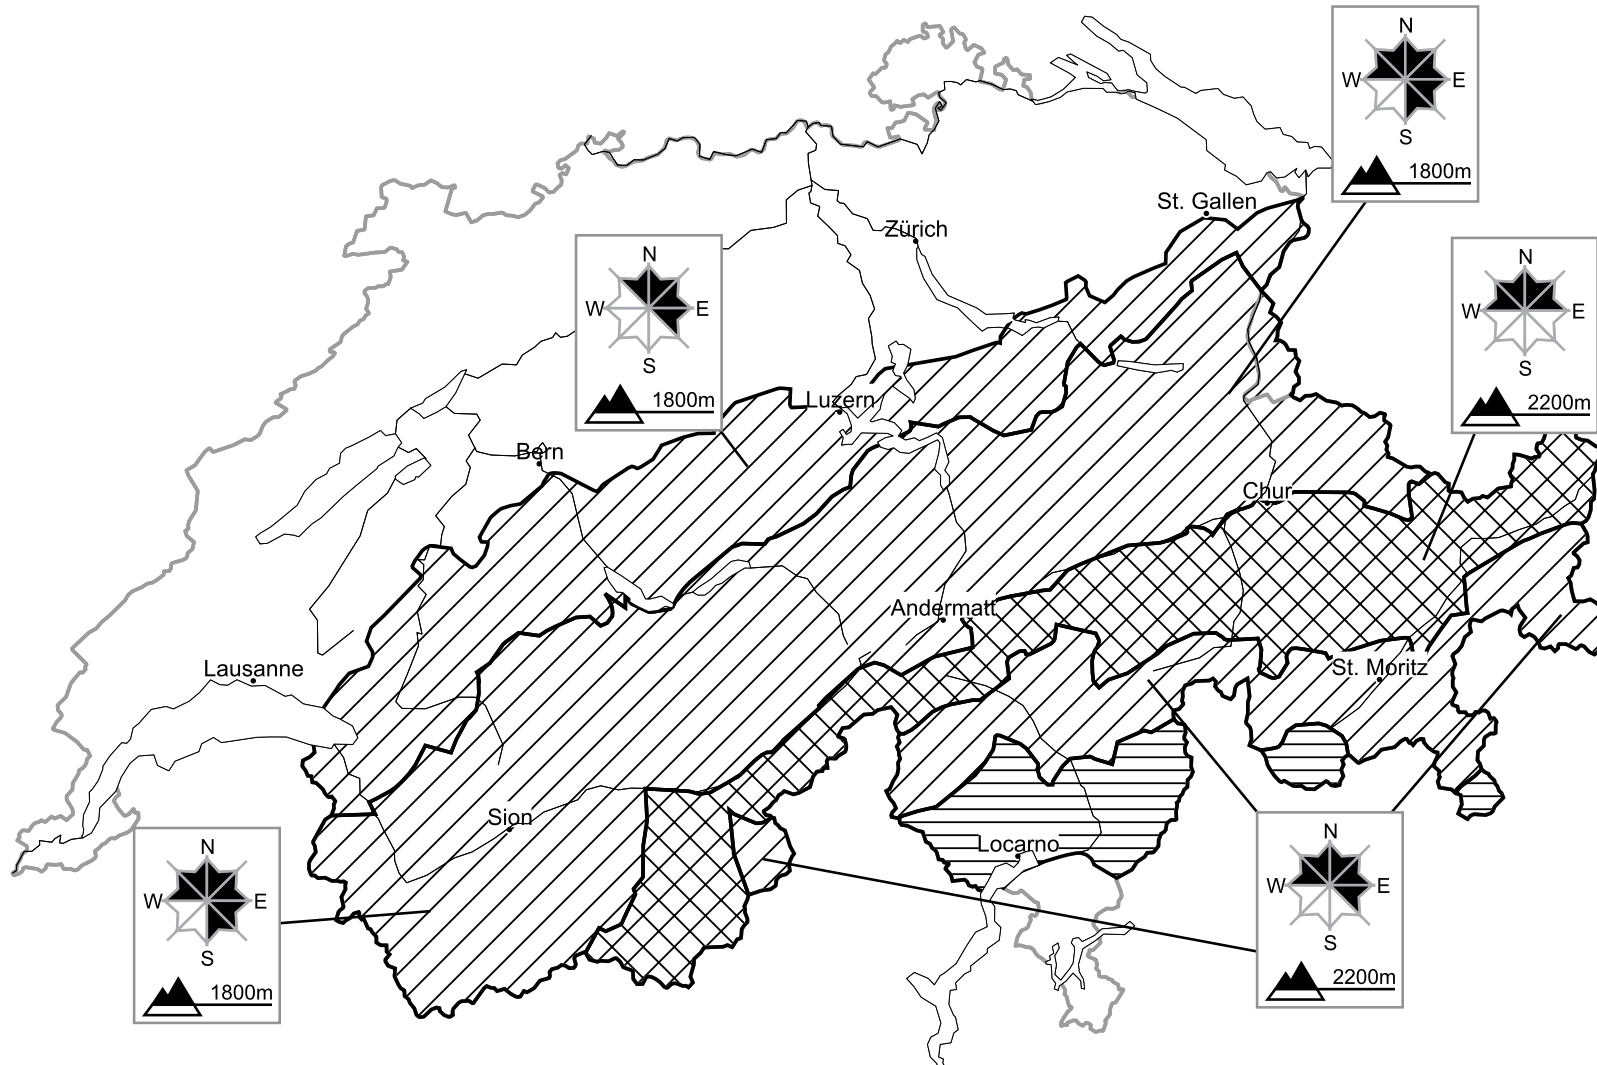 N
W E
S
1800m
St. Gallen
Zürich
N
W E
S
1800m
N
W E
S
2200m
Luzern
Bern
Chur
Andermatt
Lausanne
St. Moritz
Sion
Locarno
N
W E
S
1800m
N
W E
S
2200m